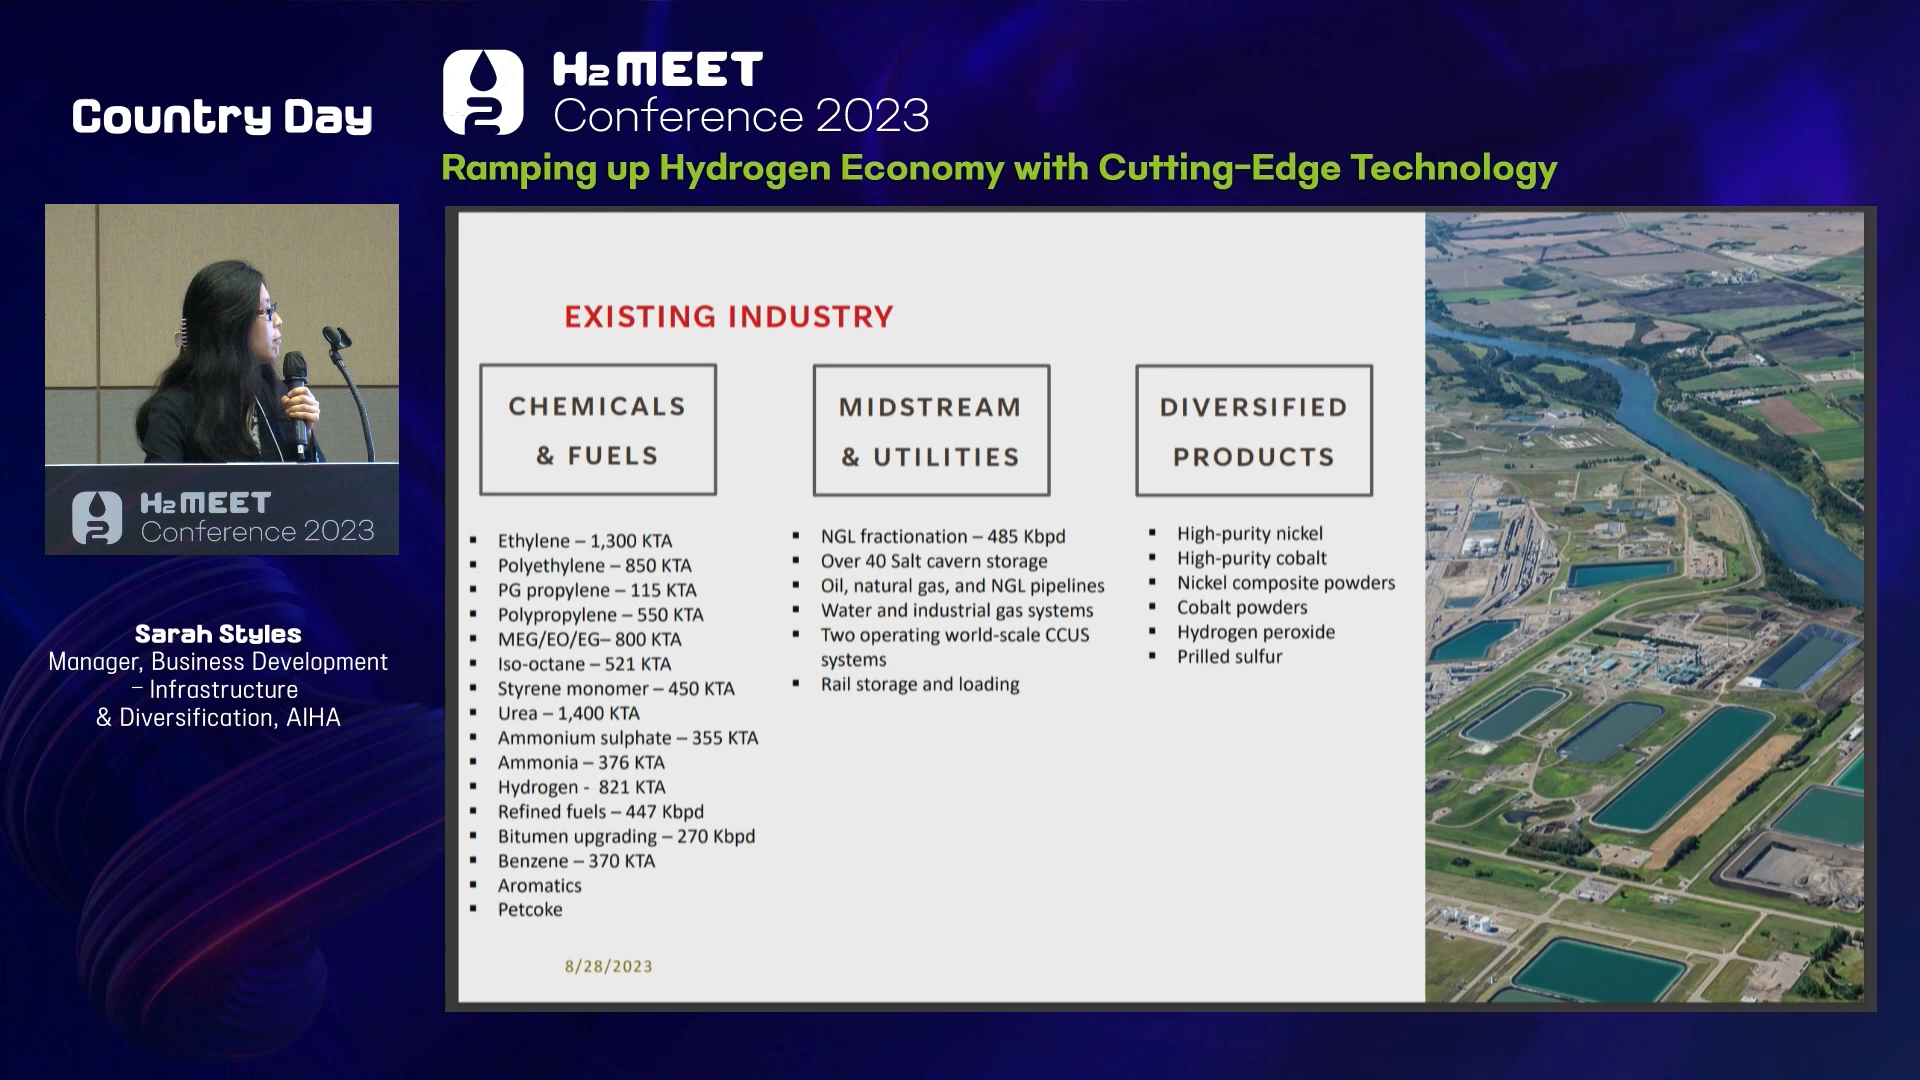 Country Day
H2 MEET
Conference 2023
Ramping up Hydrogen Economy with Cutting-Edge Technology
H2 MEET
Conference 2023
Sarah Styles
Manager, Business Development
– Infrastructure
& Diversification, AIHA
EXISTING INDUSTRY
CHEMICALS
& FUELS
▪ Ethylene – 1,300 KTA
▪ Polyethylene – 850 KTA
▪ PG propylene – 115 KTA
▪ Polypropylene – 550 KTA
▪ MEG/EO/EG– 800 KTA
▪ Iso-octane – 521 KTA
▪ Styrene monomer – 450 KTA
▪ Urea – 1,400 KTA
▪ Ammonium sulphate – 355 KTA
▪ Ammonia – 376 KTA
▪ Hydrogen - 821 KTA
▪ Refined fuels – 447 Kbpd
▪ Bitumen upgrading – 270 Kbpd
▪ Benzene – 370 KTA
▪ Aromatics
▪ Petcoke
MIDSTREAM
& UTILITIES
▪ NGL fractionation – 485 Kbpd
▪ Over 40 Salt cavern storage
▪ Oil, natural gas, and NGL pipelines
▪ Water and industrial gas systems
▪ Two operating world-scale CCUS
systems
▪ Rail storage and loading
DIVERSIFIED
PRODUCTS
▪ High-purity nickel
▪ High-purity cobalt
▪ Nickel composite powders
▪ Cobalt powders
▪ Hydrogen peroxide
▪ Prilled sulfur
8/28/2023